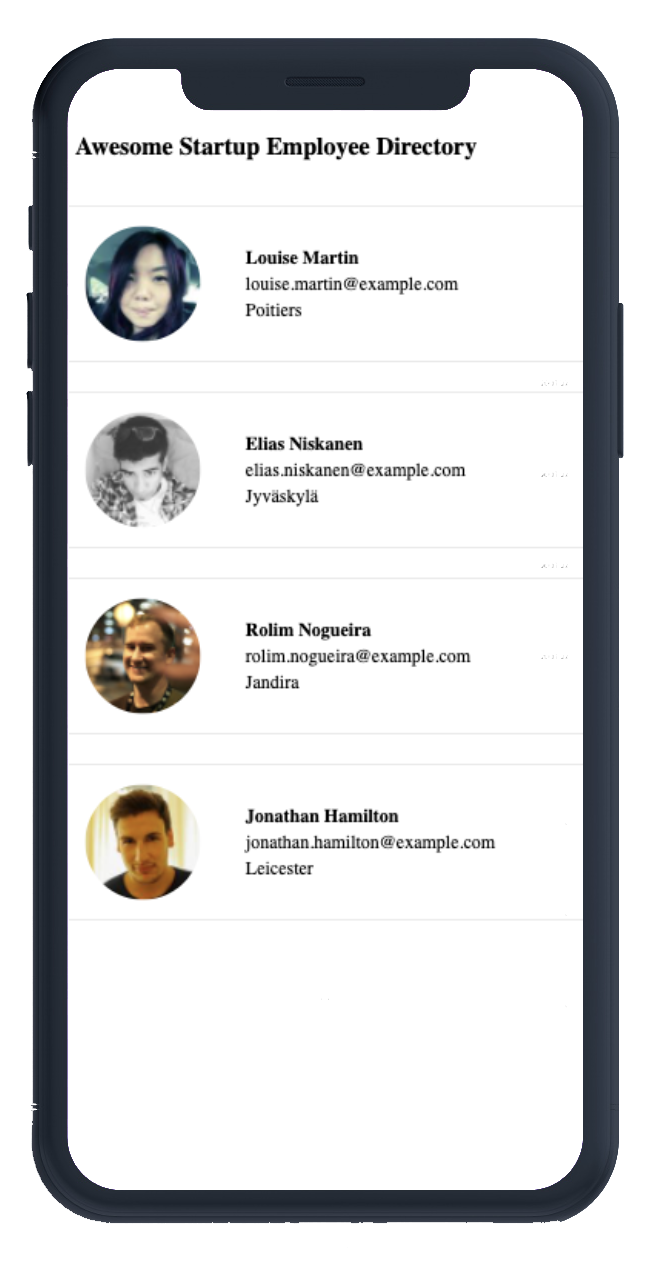 Awesome Startup Employee Directory
Louise Martin
louise.martin@example.com
Poitiers
Elias Niskanen
elias.niskanen@example.com
Jyväskylä
Rolim Nogueira
rolim.nogueira@example.com
Jandira
Jonathan Hamilton
jonathan.hamilton@example.com
Leicester